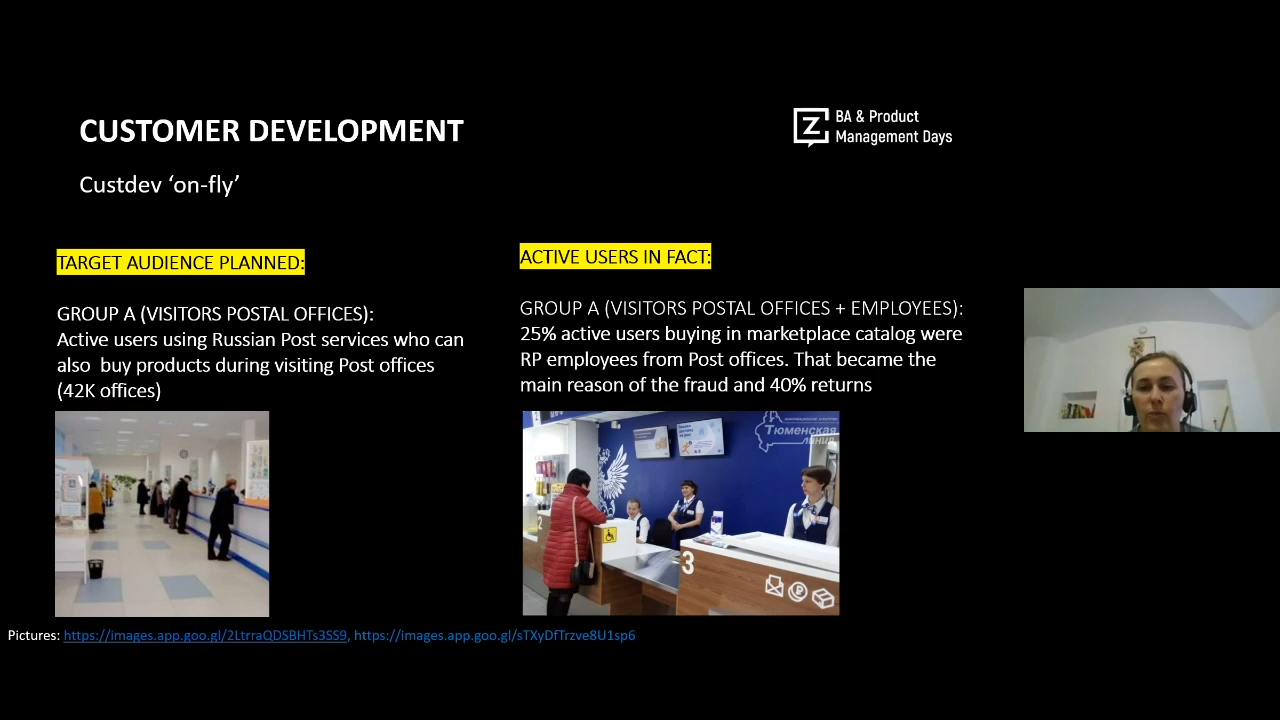 CUSTOMER DEVELOPMENT
Z BA & Product
Management Days
Custdev ‘on-fly’
TARGET AUDIENCE PLANNED:
GROUP A (VISITORS POSTAL OFFICES):
Active users using Russian Post services who can
also buy products during visiting Post offices
(42K offices)
ACTIVE USERS IN FACT:
GROUP A (VISITORS POSTAL OFFICES + EMPLOYEES):
25% active users buying in marketplace catalog were
RP employees from Post offices. That became the
main reason of the fraud and 40% returns
Тюменская
линия
2
3
Pictures: https://images.app.goo.gl/2LtrraQDSBHTs3SS9, https://images.app.goo.gl/sTXyDfTrzve8U1sp6